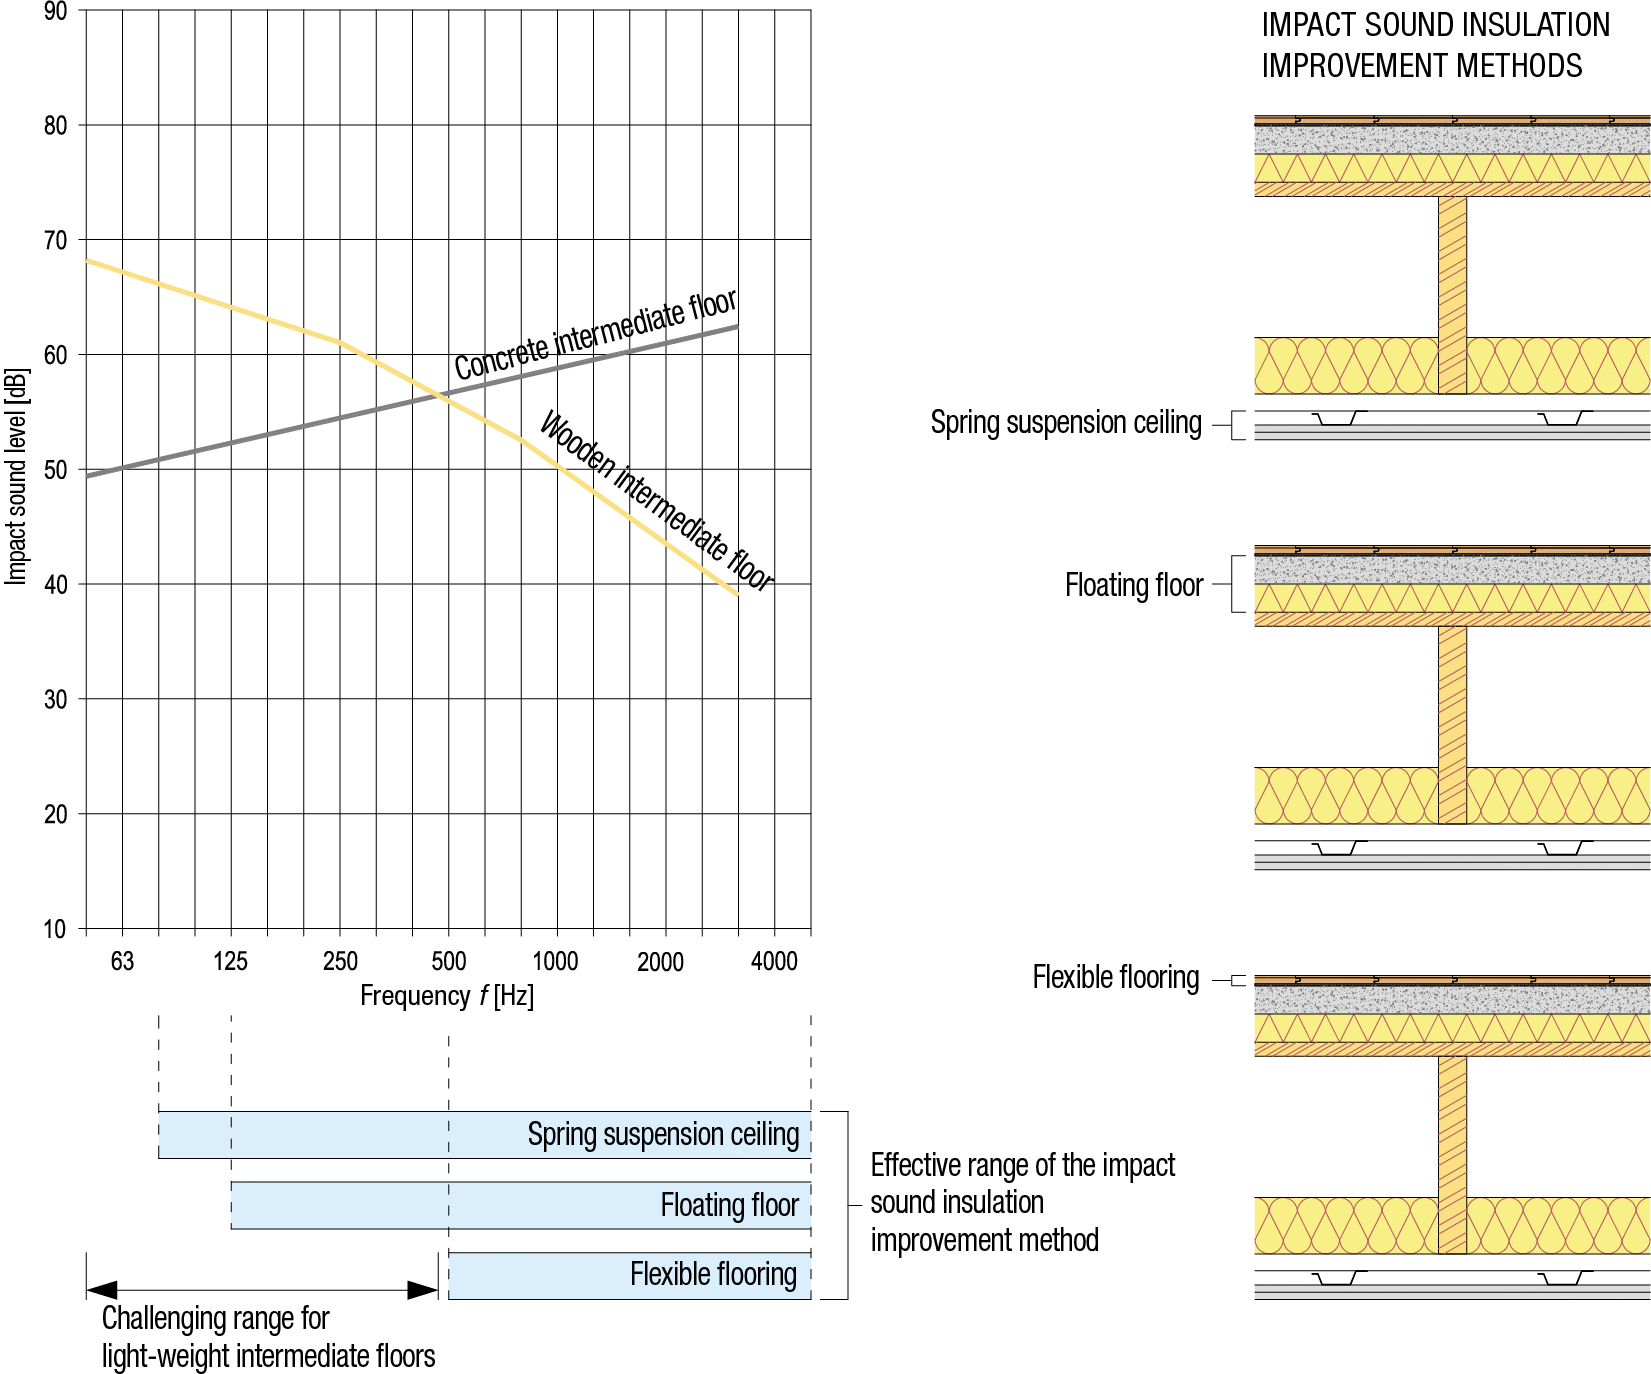 IMPACT SOUND INSULATION
IMPROVEMENT METHODS
90
80
70
60
50
40
30
20
10
Impact sound level [dB]
Concrete intermediate floor
Wooden intermediate floor
63 125 250 500 1000 2000 4000
Frequency f [Hz]
Spring suspension ceiling
Floating floor
Flexible flooring
Spring suspension ceiling
Floating floor
Flexible flooring
Effective range of the impact
sound insulation
improvement method
Challenging range for
light-weight intermediate floors